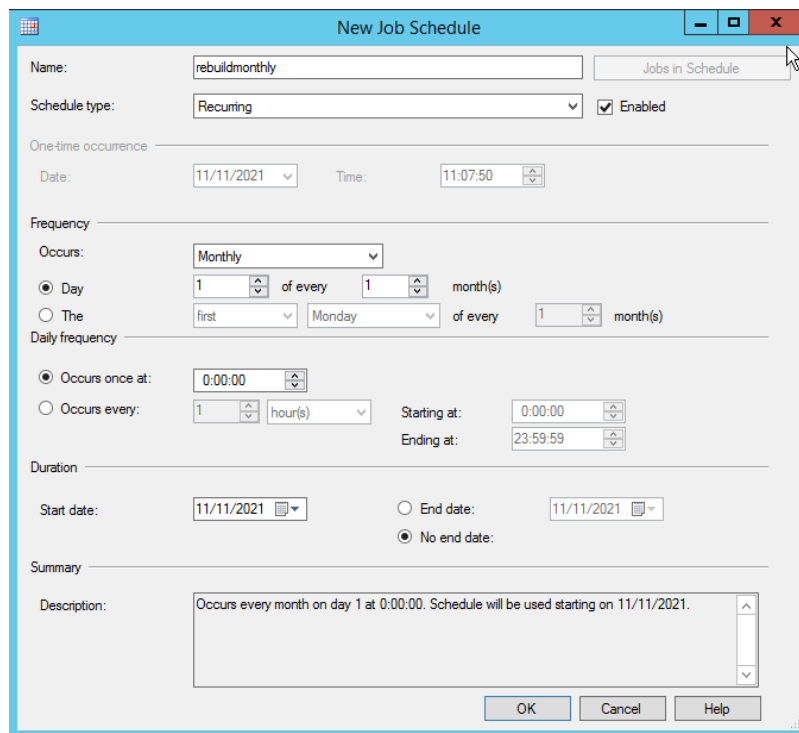 New Job Schedule
Name: rebuildmonthly Jobs in Schedule
Schedule type: Recurring Enabled
One-time occurrence
Date: 11/11/2021 Time: 11:07:50
Frequency
Occurs: Monthly
Day 1 of every 1 month(s)
The first Monday of every 1 month(s)
Daily frequency
Occurs once at: 0:00:00
Occurs every: 1 hour(s) Starting at: 0:00:00
Ending at: 23:59:59
Duration
Start date: 11/11/2021 End date: 11/11/2021
No end date:
Summary
Description: Occurs every month on day 1 at 0:00:00. Schedule will be used starting on 11/11/2021.
OK Cancel Help